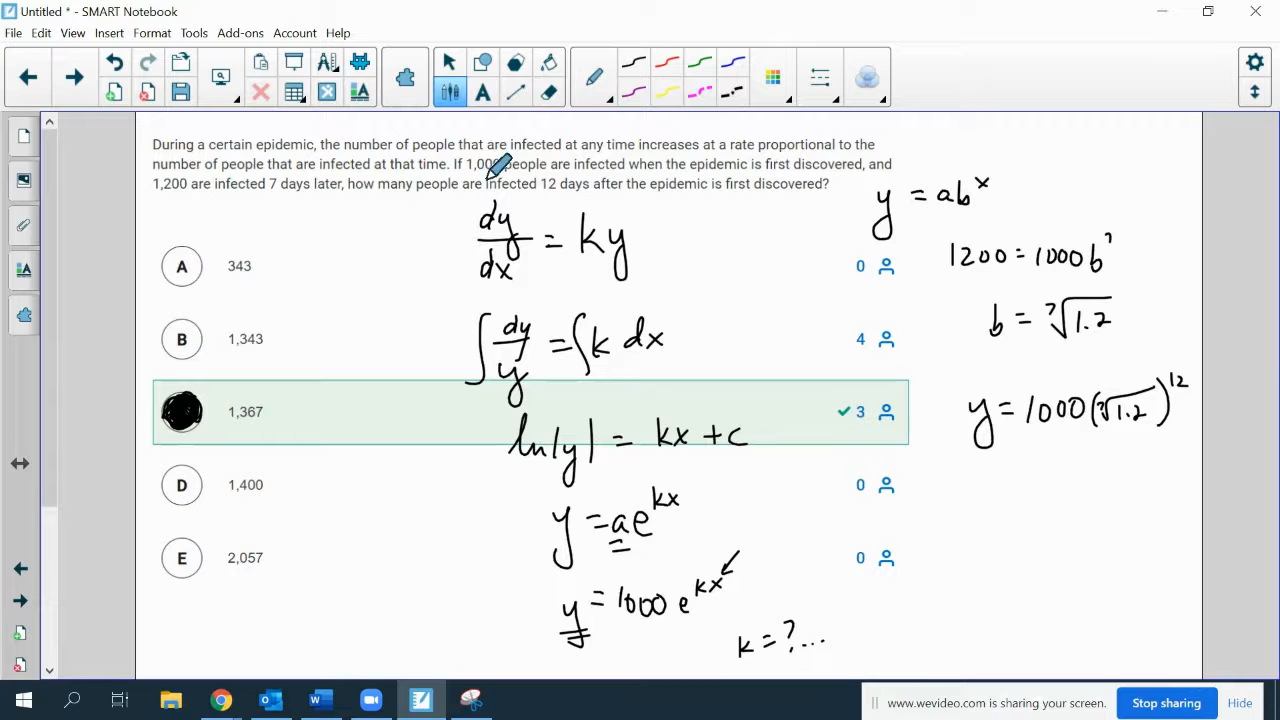 Untitled * - SMART Notebook
File Edit View Insert Format Tools Add-ons Account Help
During a certain epidemic, the number of people that are infected at any time increases at a rate proportional to the
number of people that are infected at that time. If 1,000 people are infected when the epidemic is first discovered, and
1,200 are infected 7 days later, how many people are infected 12 days after the epidemic is first discovered?
A 343 0
B 1,343 4
1,367 3
D 1,400 0
E 2,057 0
dy/dx = ky
∫ dy/y = ∫ k dx
ln|y| = kx + c
y = ae^kx
y = 1000 e^kx
k = ? ...
y = ab^x
1200 = 1000 b^7
b = ⁷√1.2
y = 1000 (⁷√1.2)^12
www.wevideo.com is sharing your screen. Stop sharing Hide